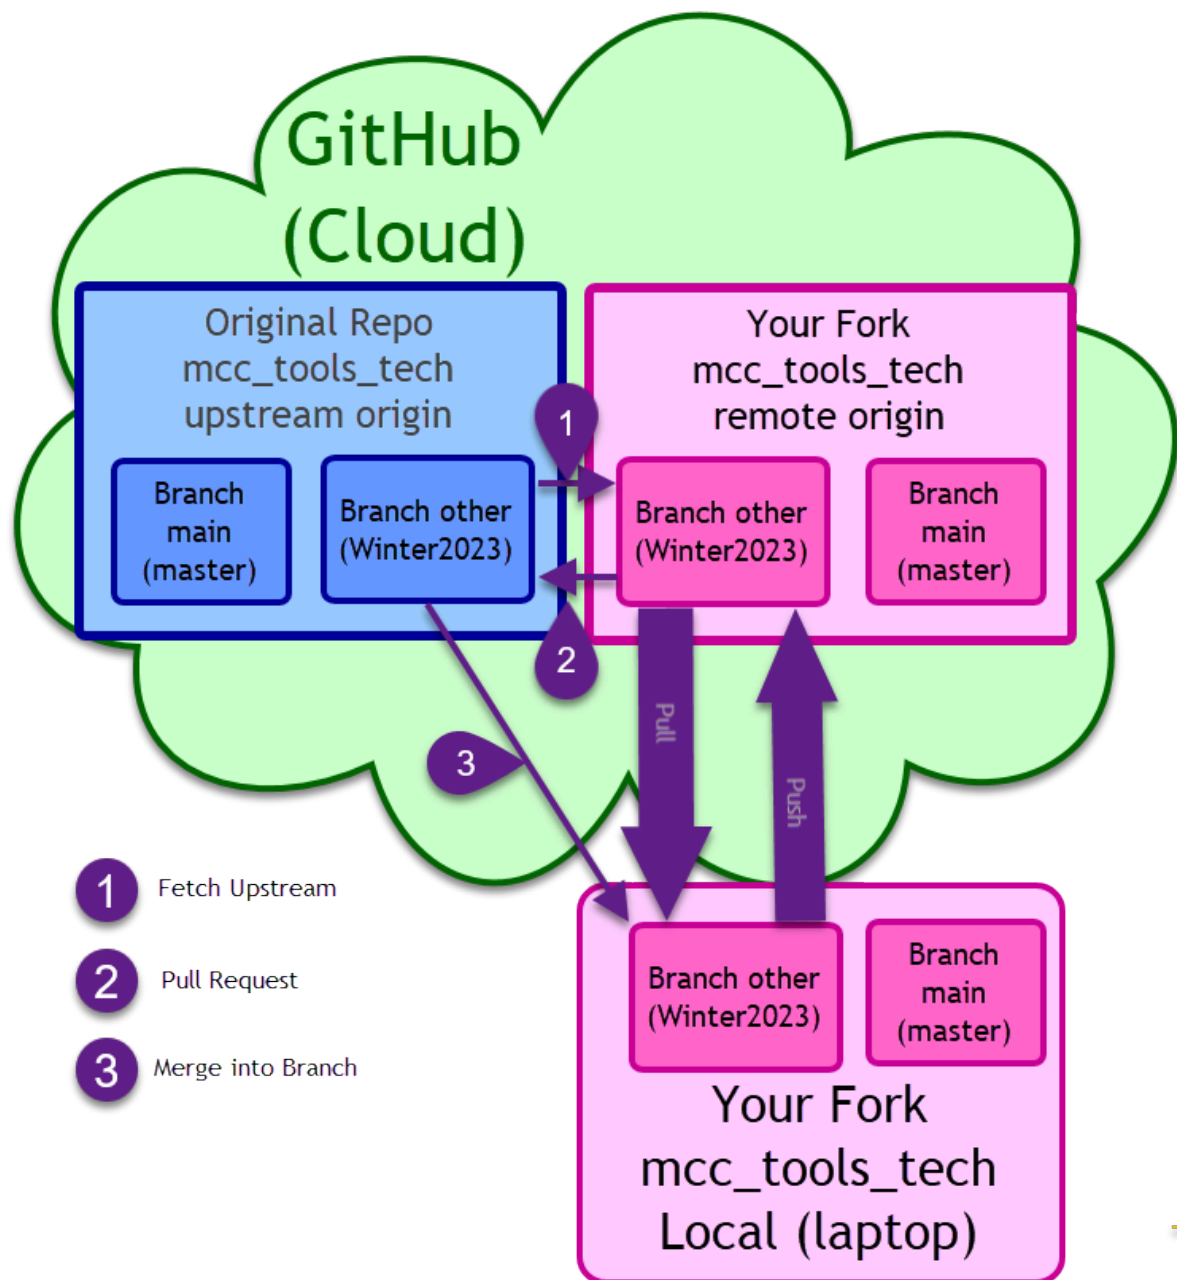 GitHub
(Cloud)
Original Repo
mcc_tools_tech
upstream origin
Your Fork
mcc_tools_tech
remote origin
1
Branch
main
(master)
Branch other
(Winter2023)
Branch other
(Winter2023)
Branch
main
(master)
2
Pull
Push
3
1 Fetch Upstream
2 Pull Request
3 Merge into Branch
Branch other
(Winter2023)
Branch
main
(master)
Your Fork
mcc_tools_tech
Local (laptop)